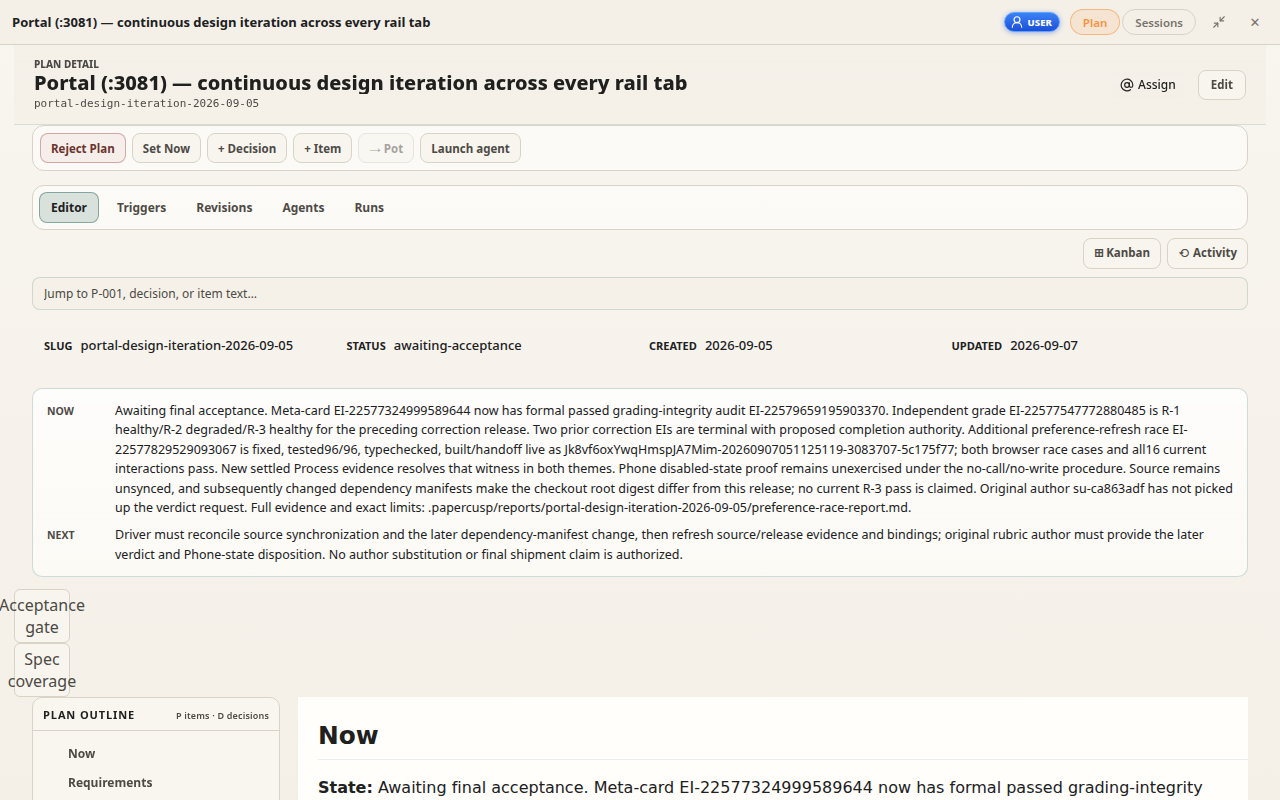 Portal (:3081) — continuous design iteration across every rail tab
USER
Plan
Sessions
PLAN DETAIL
Portal (:3081) — continuous design iteration across every rail tab
portal-design-iteration-2026-09-05
Assign
Edit
Reject Plan
Set Now
+ Decision
+ Item
→ Pot
Launch agent
Editor
Triggers
Revisions
Agents
Runs
⊞ Kanban
⟲ Activity
Jump to P-001, decision, or item text...
SLUG portal-design-iteration-2026-09-05
STATUS awaiting-acceptance
CREATED 2026-09-05
UPDATED 2026-09-07
NOW
Awaiting final acceptance. Meta-card EI-22577324999589644 now has formal passed grading-integrity audit EI-22579659195903370. Independent grade EI-22577547772880485 is R-1
healthy/R-2 degraded/R-3 healthy for the preceding correction release. Two prior correction EIs are terminal with proposed completion authority. Additional preference-refresh race EI-
22577829529093067 is fixed, tested96/96, typechecked, built/handoff live as Jk8vf6oxYwqHmspJA7Mim-20260907051125119-3083707-5c175f77; both browser race cases and all16 current
interactions pass. New settled Process evidence resolves that witness in both themes. Phone disabled-state proof remains unexercised under the no-call/no-write procedure. Source remains
unsynced, and subsequently changed dependency manifests make the checkout root digest differ from this release; no current R-3 pass is claimed. Original author su-ca863adf has not picked
up the verdict request. Full evidence and exact limits: .papercusp/reports/portal-design-iteration-2026-09-05/preference-race-report.md.
NEXT
Driver must reconcile source synchronization and the later dependency-manifest change, then refresh source/release evidence and bindings; original rubric author must provide the later
verdict and Phone-state disposition. No author substitution or final shipment claim is authorized.
Acceptance
gate
Spec
coverage
PLAN OUTLINE
P items · D decisions
Now
Requirements
Now
State: Awaiting final acceptance. Meta-card EI-22577324999589644 now has formal passed grading-integrity